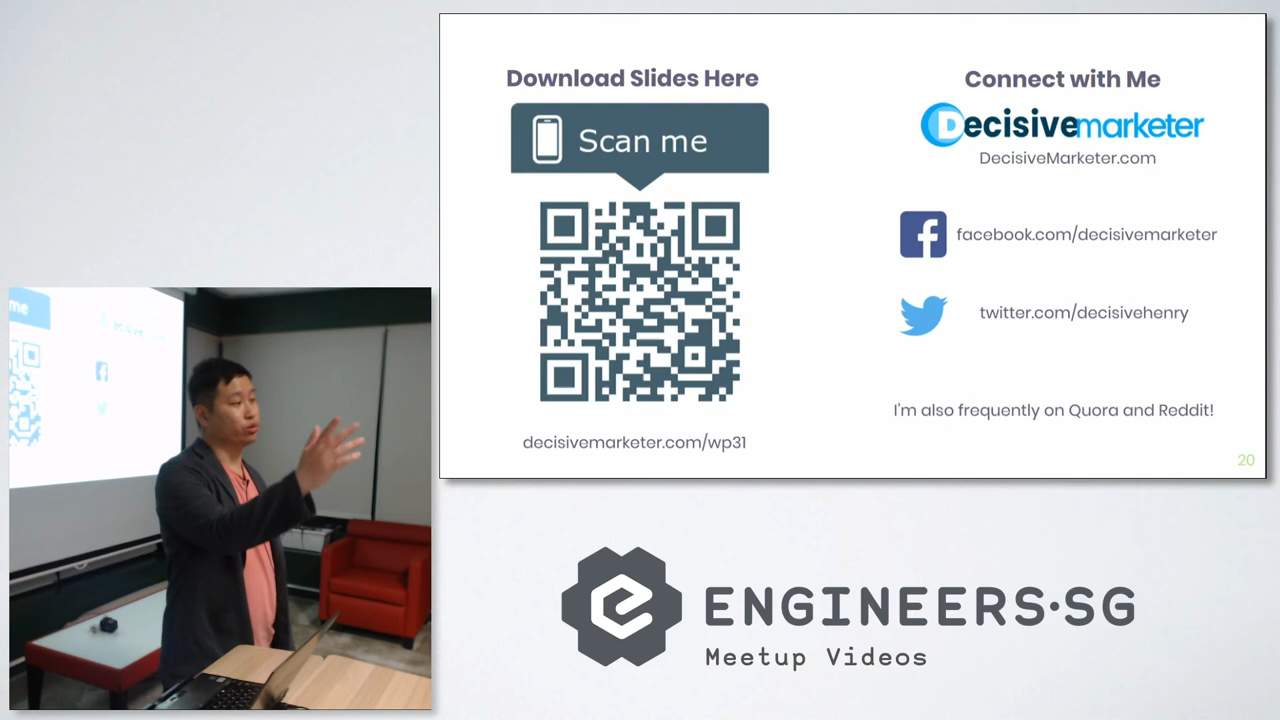 Download Slides Here
Scan me
decisivemarketer.com/wp31
Connect with Me
Decisivemarketer
DecisiveMarketer.com
facebook.com/decisivemarketer
twitter.com/decisivehenry
I'm also frequently on Quora and Reddit!
20
me
ENGINEERS·SG
Meetup Videos